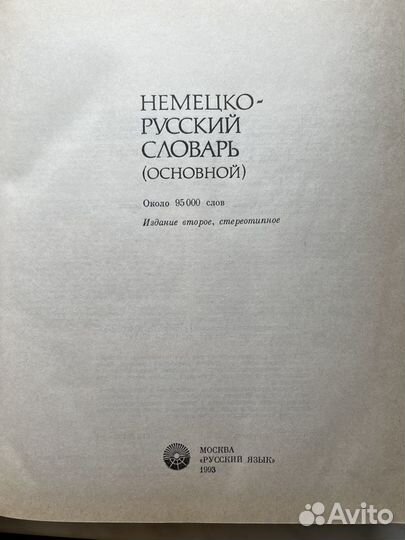 НЕМЕЦКО-
РУССКИЙ
СЛОВАРЬ
(ОСНОВНОЙ)
Около 95 000 слов
Издание второе, стереотипное
МОСКВА
«РУССКИЙ ЯЗЫК»
1993
Avito